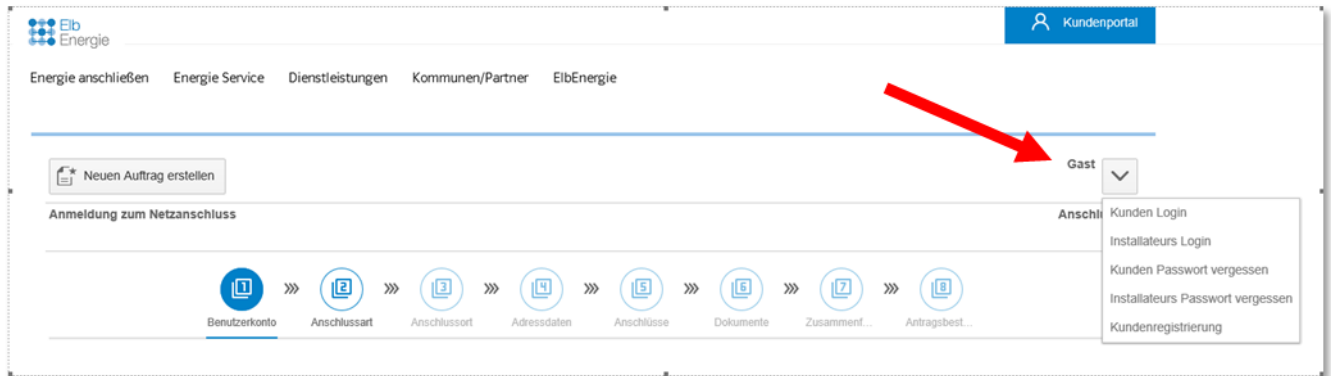 Elb
Energie
Kundenportal
Energie anschließen Energie Service Dienstleistungen Kommunen/Partner ElbEnergie
Neuen Auftrag erstellen
Gast
Anmeldung zum Netzanschluss
Anschl
Kunden Login
Installateurs Login
Kunden Passwort vergessen
Installateurs Passwort vergessen
Kundenregistrierung
1 2 3 4 5 6 7 8
Benutzerkonto Anschlussart Anschlussort Adressdaten Anschlüsse Dokumente Zusammenf... Antragsbest...